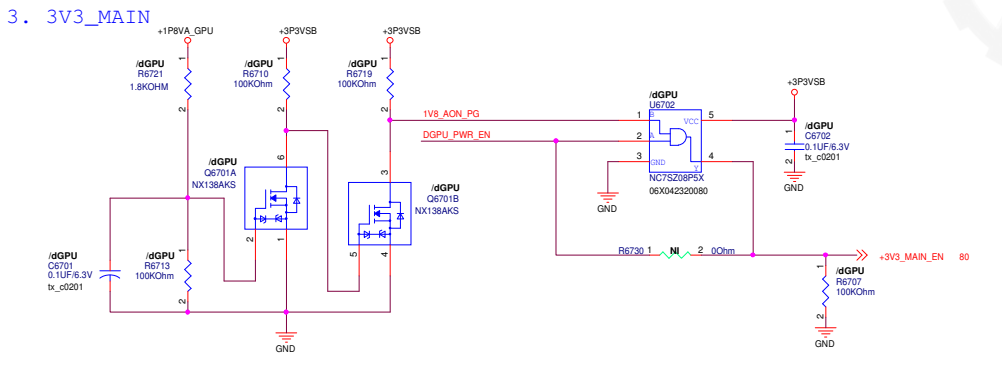 3. 3V3_MAIN
+1P8VA_GPU
+3P3VSB
+3P3VSB
1
/dGPU
R6721
1.8KOHM
2
1
/dGPU
R6710
100KOhm
2
1
/dGPU
R6719
100KOhm
2
1V8_AON_PG
DGPU_PWR_EN
/dGPU
U6702
1
B
VCC
5
2
A
3
GND
Y
4
NC7SZ08P5X
06X042320080
GND
+3P3VSB
1
/dGPU
C6702
0.1UF/6.3V
tx_c0201
2
GND
/dGPU
Q6701A
NX138AKS
6
2
1
3
/dGPU
Q6701B
NX138AKS
5
4
/dGPU
C6701
0.1UF/6.3V
tx_c0201
1
2
1
/dGPU
R6713
100KOhm
2
GND
R6730
1
NI
2
0Ohm
+3V3_MAIN_EN
80
1
/dGPU
R6707
100KOhm
2
GND